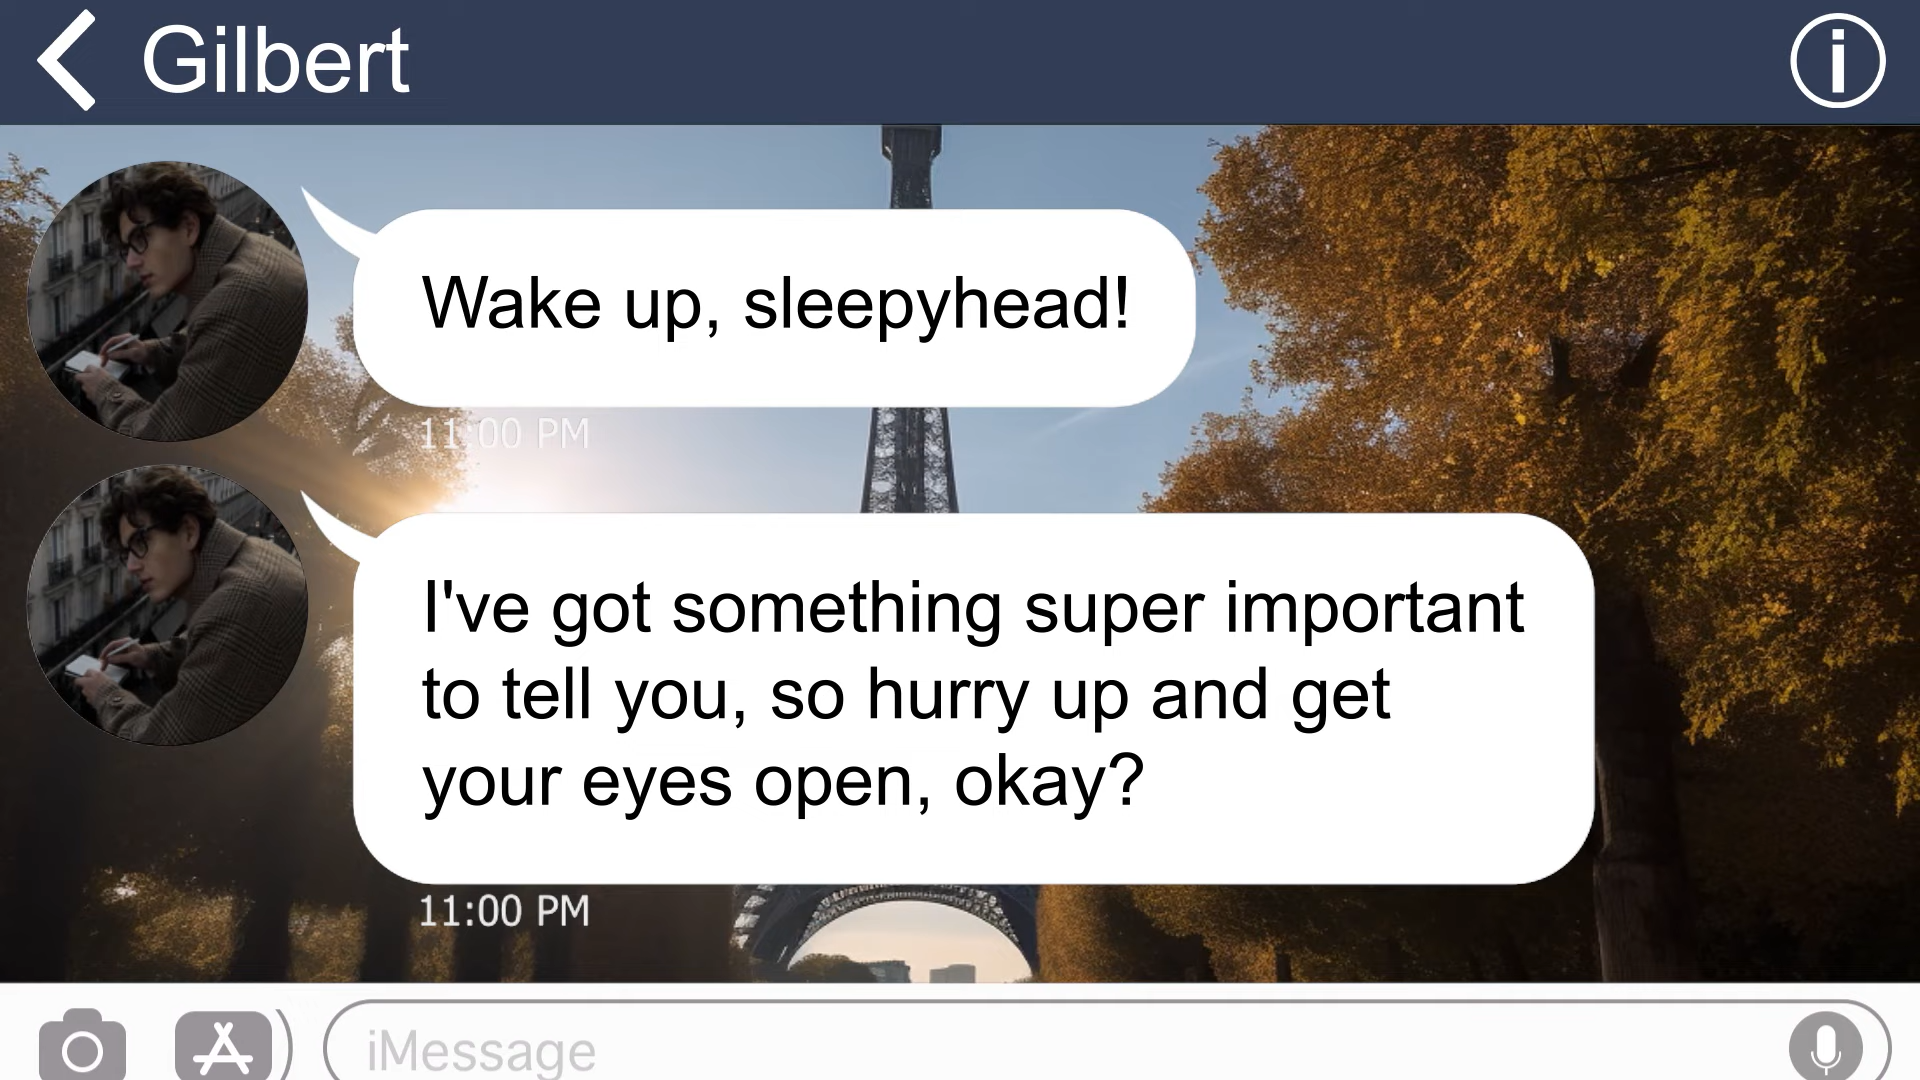 Gilbert
Wake up, sleepyhead!
11:00 PM
I've got something super important
to tell you, so hurry up and get
your eyes open, okay?
11:00 PM
iMessage